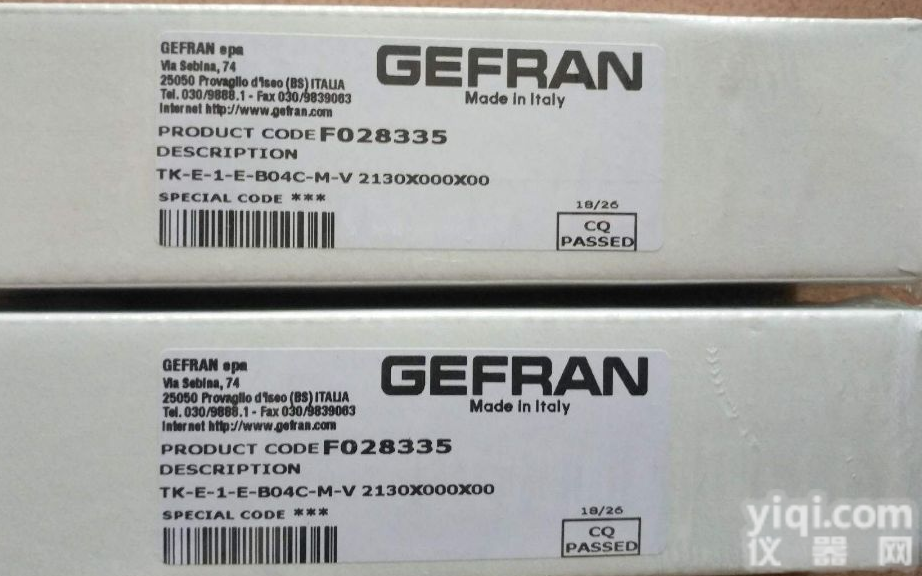 GEFRAN spa
Via Sebina, 74
25050 Provaglio d'Iseo (BS) ITALIA
Tel. 030/9888.1 - Fax 030/9839063
Internet http://www.gefran.com
GEFRAN
Made in Italy
PRODUCT CODE F028335
DESCRIPTION
TK-E-1-E-B04C-M-V 2130X000X00
SPECIAL CODE ***
18/26
CQ
PASSED
GEFRAN spa
Via Sebina, 74
25050 Provaglio d'Iseo (BS) ITALIA
Tel. 030/9888.1 - Fax 030/9839063
Internet http://www.gefran.com
GEFRAN
Made in Italy
PRODUCT CODE F028335
DESCRIPTION
TK-E-1-E-B04C-M-V 2130X000X00
SPECIAL CODE ***
18/26
CQ
PASSED
yiqi.com
仪器网